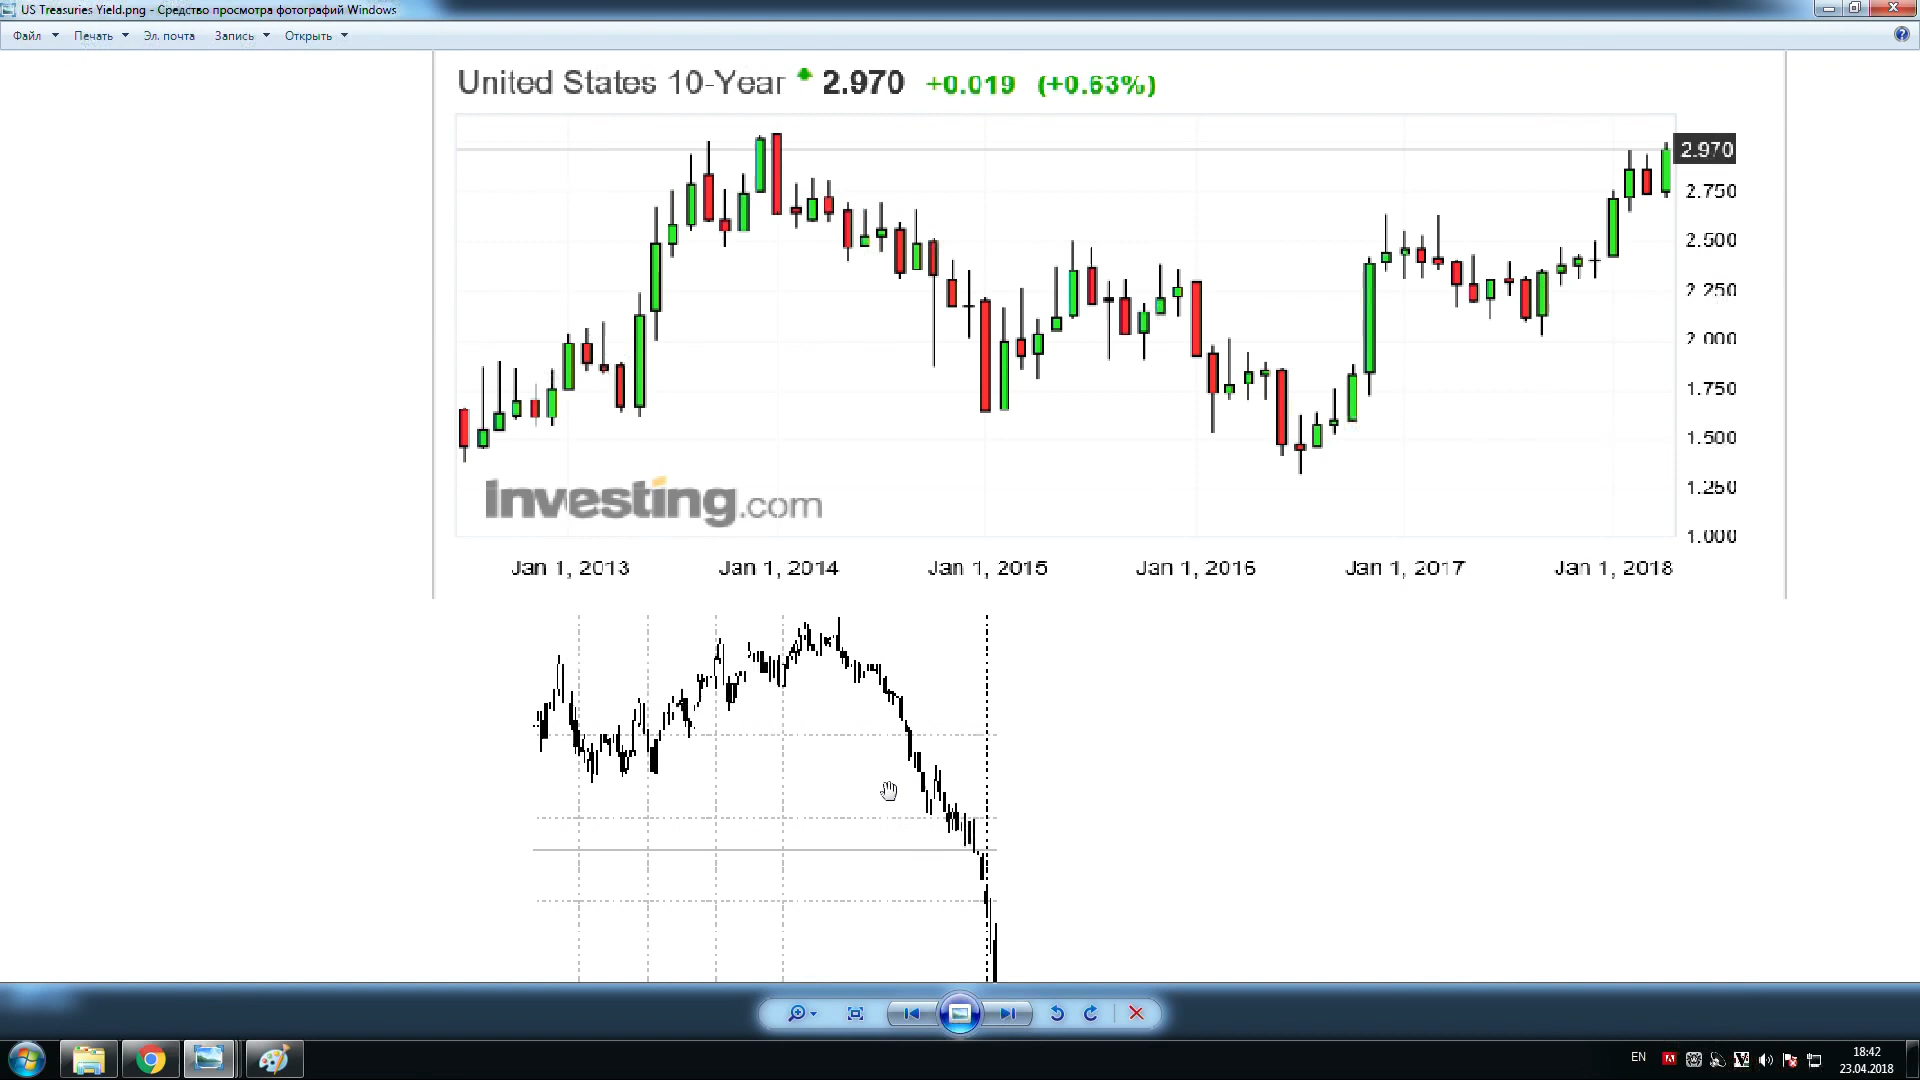 US Treasuries Yield.png - Средство просмотра фотографий Windows
Файл Печать Эл. почта Запись Открыть
United States 10-Year 2.970 +0.019 (+0.63%)
2.970
2.750
2.500
2.250
2.000
1.750
1.500
1.250
1.000
Investing.com
Jan 1, 2013 Jan 1, 2014 Jan 1, 2015 Jan 1, 2016 Jan 1, 2017 Jan 1, 2018
EN
18:42
23.04.2018